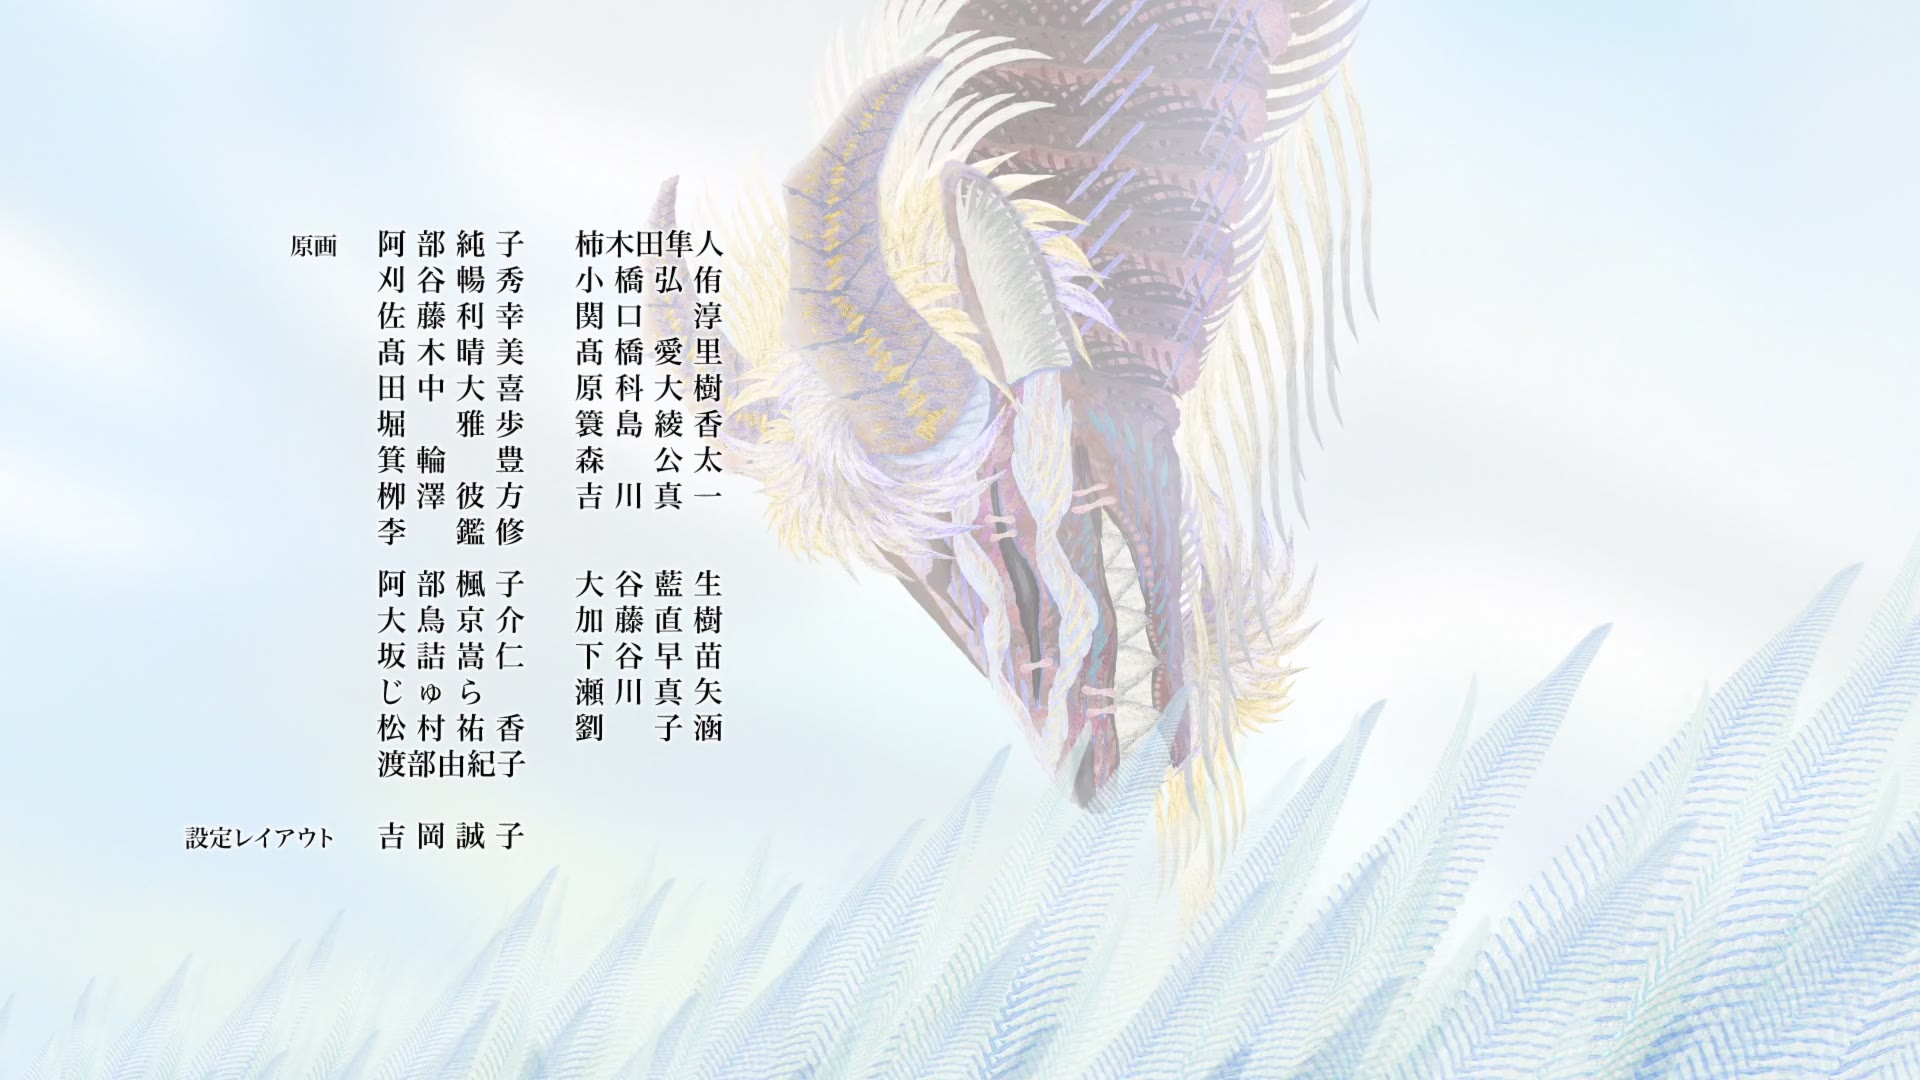 原画 阿部純子 柿木田隼人
刈谷暢秀 小橋弘侑
佐藤利幸 関口淳
髙木晴美 髙橋愛里
田中大喜 原科大樹
堀雅歩 簑島綾香
箕輪豊 森公太
栁澤彼方 吉川真一
李鑑修
阿部楓子 大谷藍生
大鳥京介 加藤直樹
坂詰嵩仁 下谷早苗
じゅら 瀬川真矢
松村祐香 劉子涵
渡部由紀子
設定レイアウト 吉岡誠子